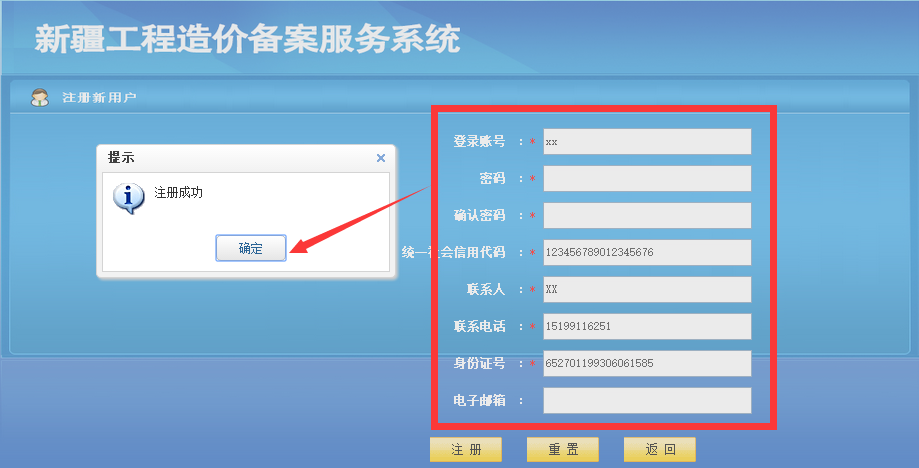 新疆工程造价备案服务系统
注册新用户
提示
注册成功
确定
登录账号 ：* xx
密码 ：*
确认密码 ：*
统一社会信用代码 ：* 123456789012345676
联系人 ：* XX
联系电话 ：* 15199116251
身份证号 ：* 652701199306061585
电子邮箱 ：
注 册 重 置 返 回